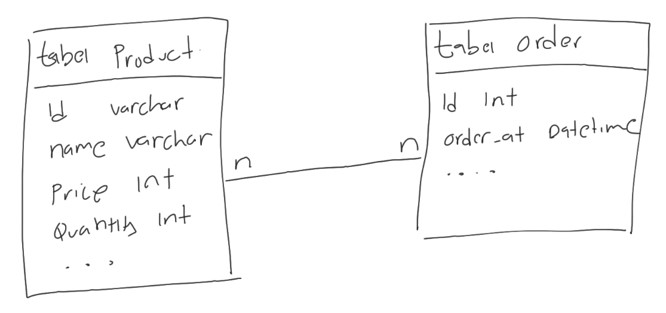 tabel Product
Id varchar
name varchar
Price Int
Quantity Int
...
n
n
tabel order
Id Int
order_at Datetime
....